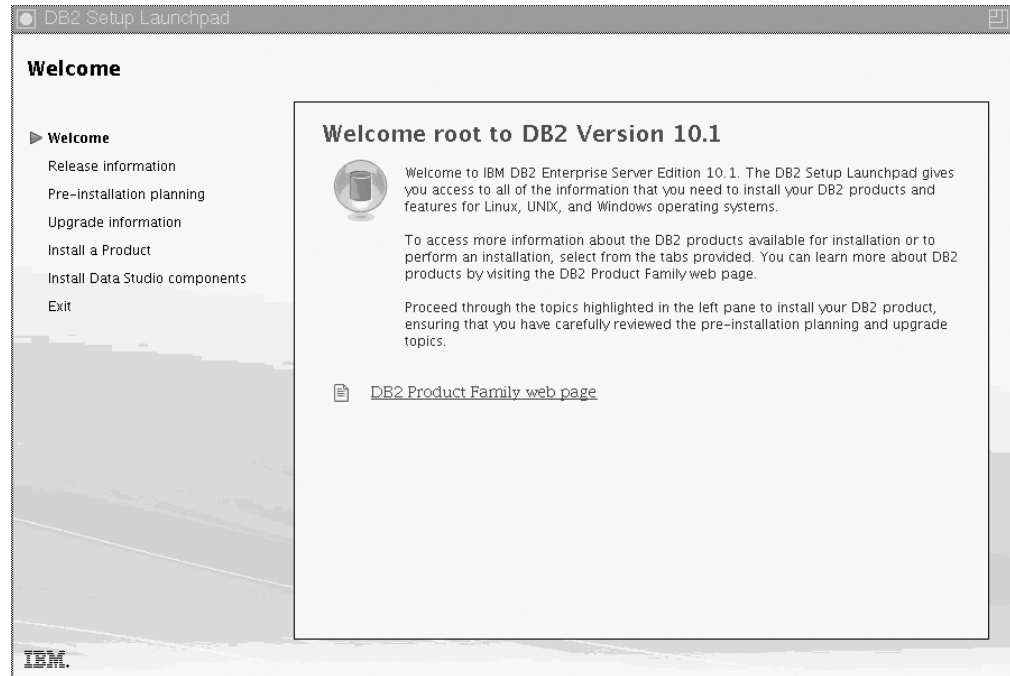 DB2 Setup Launchpad
Welcome
Welcome
Release information
Pre-installation planning
Upgrade information
Install a Product
Install Data Studio components
Exit
Welcome root to DB2 Version 10.1
Welcome to IBM DB2 Enterprise Server Edition 10.1. The DB2 Setup Launchpad gives
you access to all of the information that you need to install your DB2 products and
features for Linux, UNIX, and Windows operating systems.
To access more information about the DB2 products available for installation or to
perform an installation, select from the tabs provided. You can learn more about DB2
products by visiting the DB2 Product Family web page.
Proceed through the topics highlighted in the left pane to install your DB2 product,
ensuring that you have carefully reviewed the pre-installation planning and upgrade
topics.
DB2 Product Family web page
IBM.